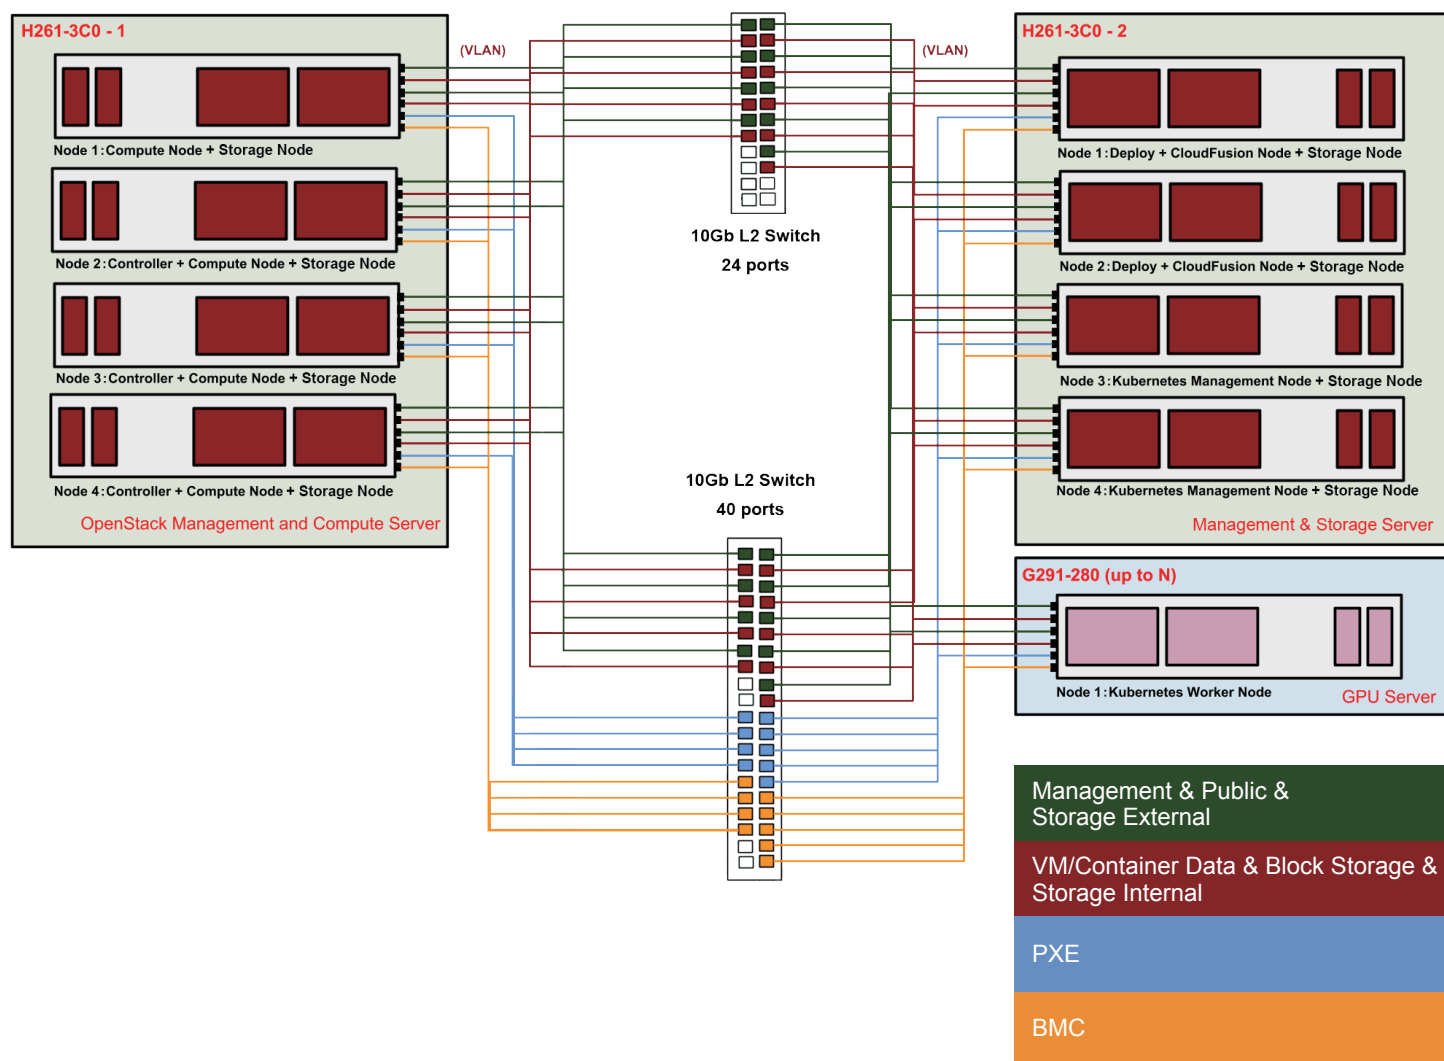 H261-3C0 - 1
(VLAN)
Node 1:Compute Node + Storage Node
Node 2:Controller + Compute Node + Storage Node
Node 3:Controller + Compute Node + Storage Node
Node 4:Controller + Compute Node + Storage Node
OpenStack Management and Compute Server
10Gb L2 Switch
24 ports
10Gb L2 Switch
40 ports
(VLAN)
H261-3C0 - 2
Node 1:Deploy + CloudFusion Node + Storage Node
Node 2:Deploy + CloudFusion Node + Storage Node
Node 3:Kubernetes Management Node + Storage Node
Node 4:Kubernetes Management Node + Storage Node
Management & Storage Server
G291-280 (up to N)
Node 1:Kubernetes Worker Node
GPU Server
Management & Public &
Storage External
VM/Container Data & Block Storage &
Storage Internal
PXE
BMC